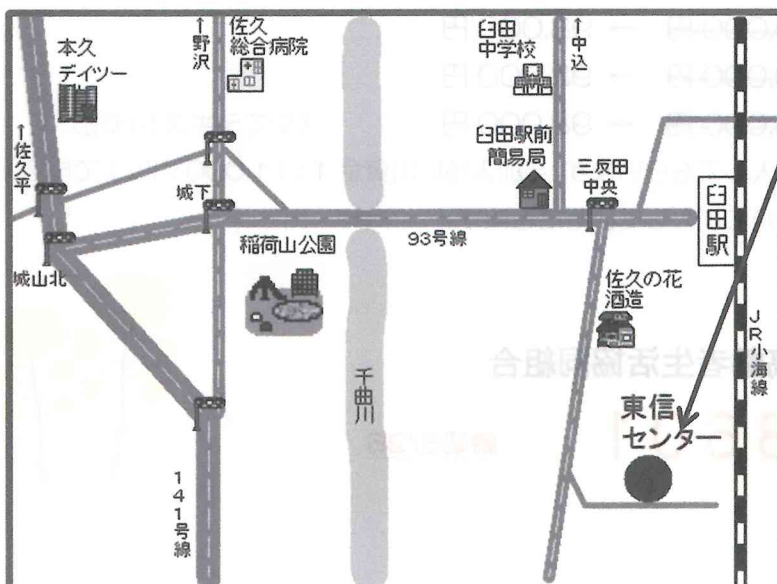 本久
デイツー
↑野沢
佐久
総合病院
臼田
中学校
↑中込
↑佐久平
城下
臼田駅前
簡易局
三反田
中央
臼田駅
城山北
稲荷山公園
93号線
佐久の花
酒造
千曲川
JR小海線
東信
センター
141号線